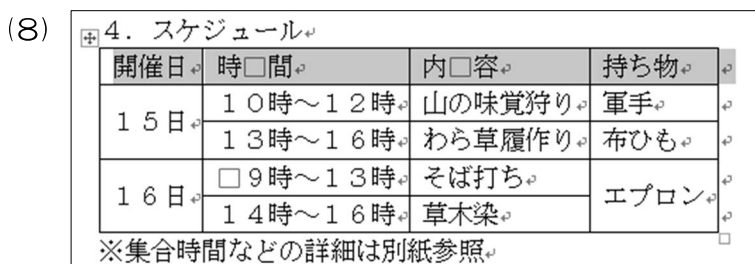 (8)
4．スケジュール
開催日 時□間 内□容 持ち物
15日 10時～12時 山の味覚狩り 軍手
13時～16時 わら草履作り 布ひも
16日 □9時～13時 そば打ち エプロン
14時～16時 草木染
※集合時間などの詳細は別紙参照